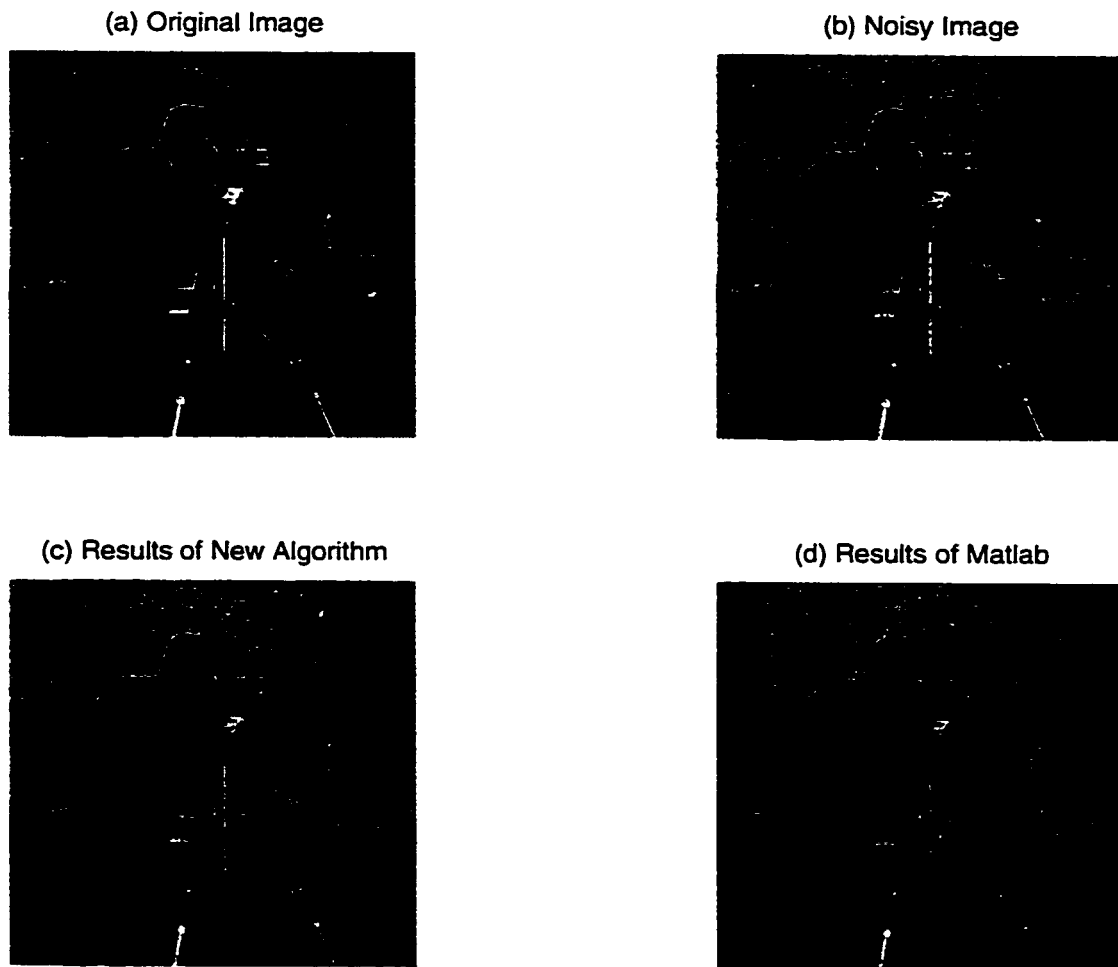 (a) Original Image
(b) Noisy Image
(c) Results of New Algorithm
(d) Results of Matlab